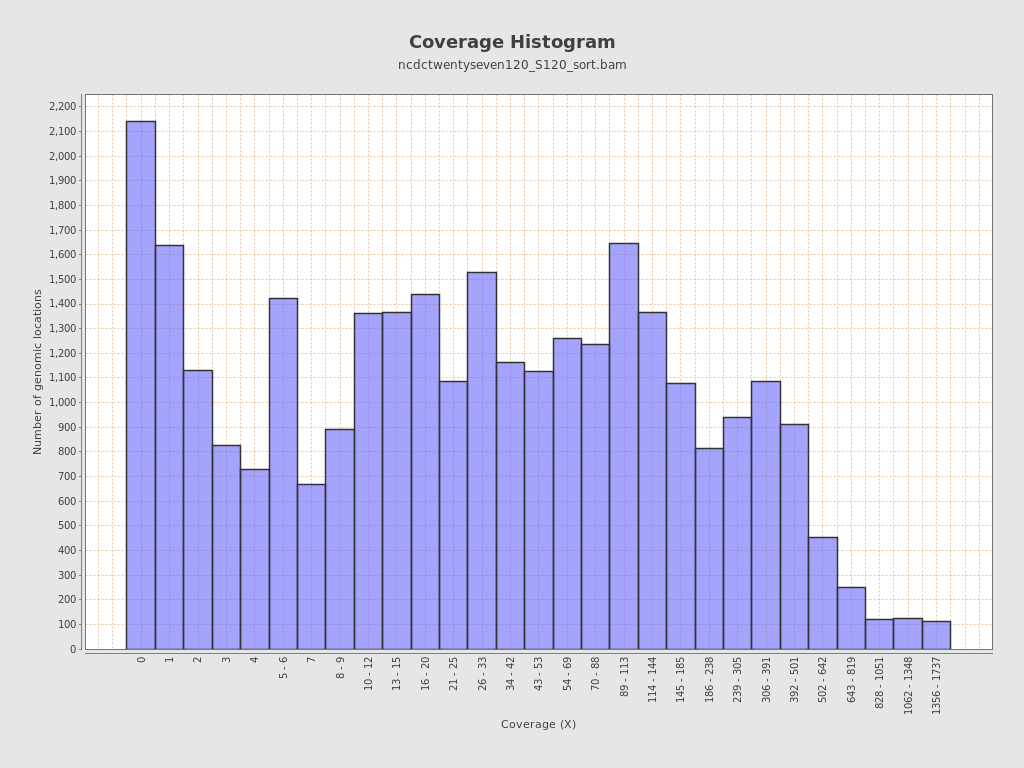 Coverage Histogram
ncdctwentyseven120_S120_sort.bam
Number of genomic locations
2,200
2,100
2,000
1,900
1,800
1,700
1,600
1,500
1,400
1,300
1,200
1,100
1,000
900
800
700
600
500
400
300
200
100
0
0
1
2
3
4
5 - 6
7
8 - 9
10 - 12
13 - 15
16 - 20
21 - 25
26 - 33
34 - 42
43 - 53
54 - 69
70 - 88
89 - 113
114 - 144
145 - 185
186 - 238
239 - 305
306 - 391
392 - 501
502 - 642
643 - 819
828 - 1051
1062 - 1348
1356 - 1737
Coverage (X)